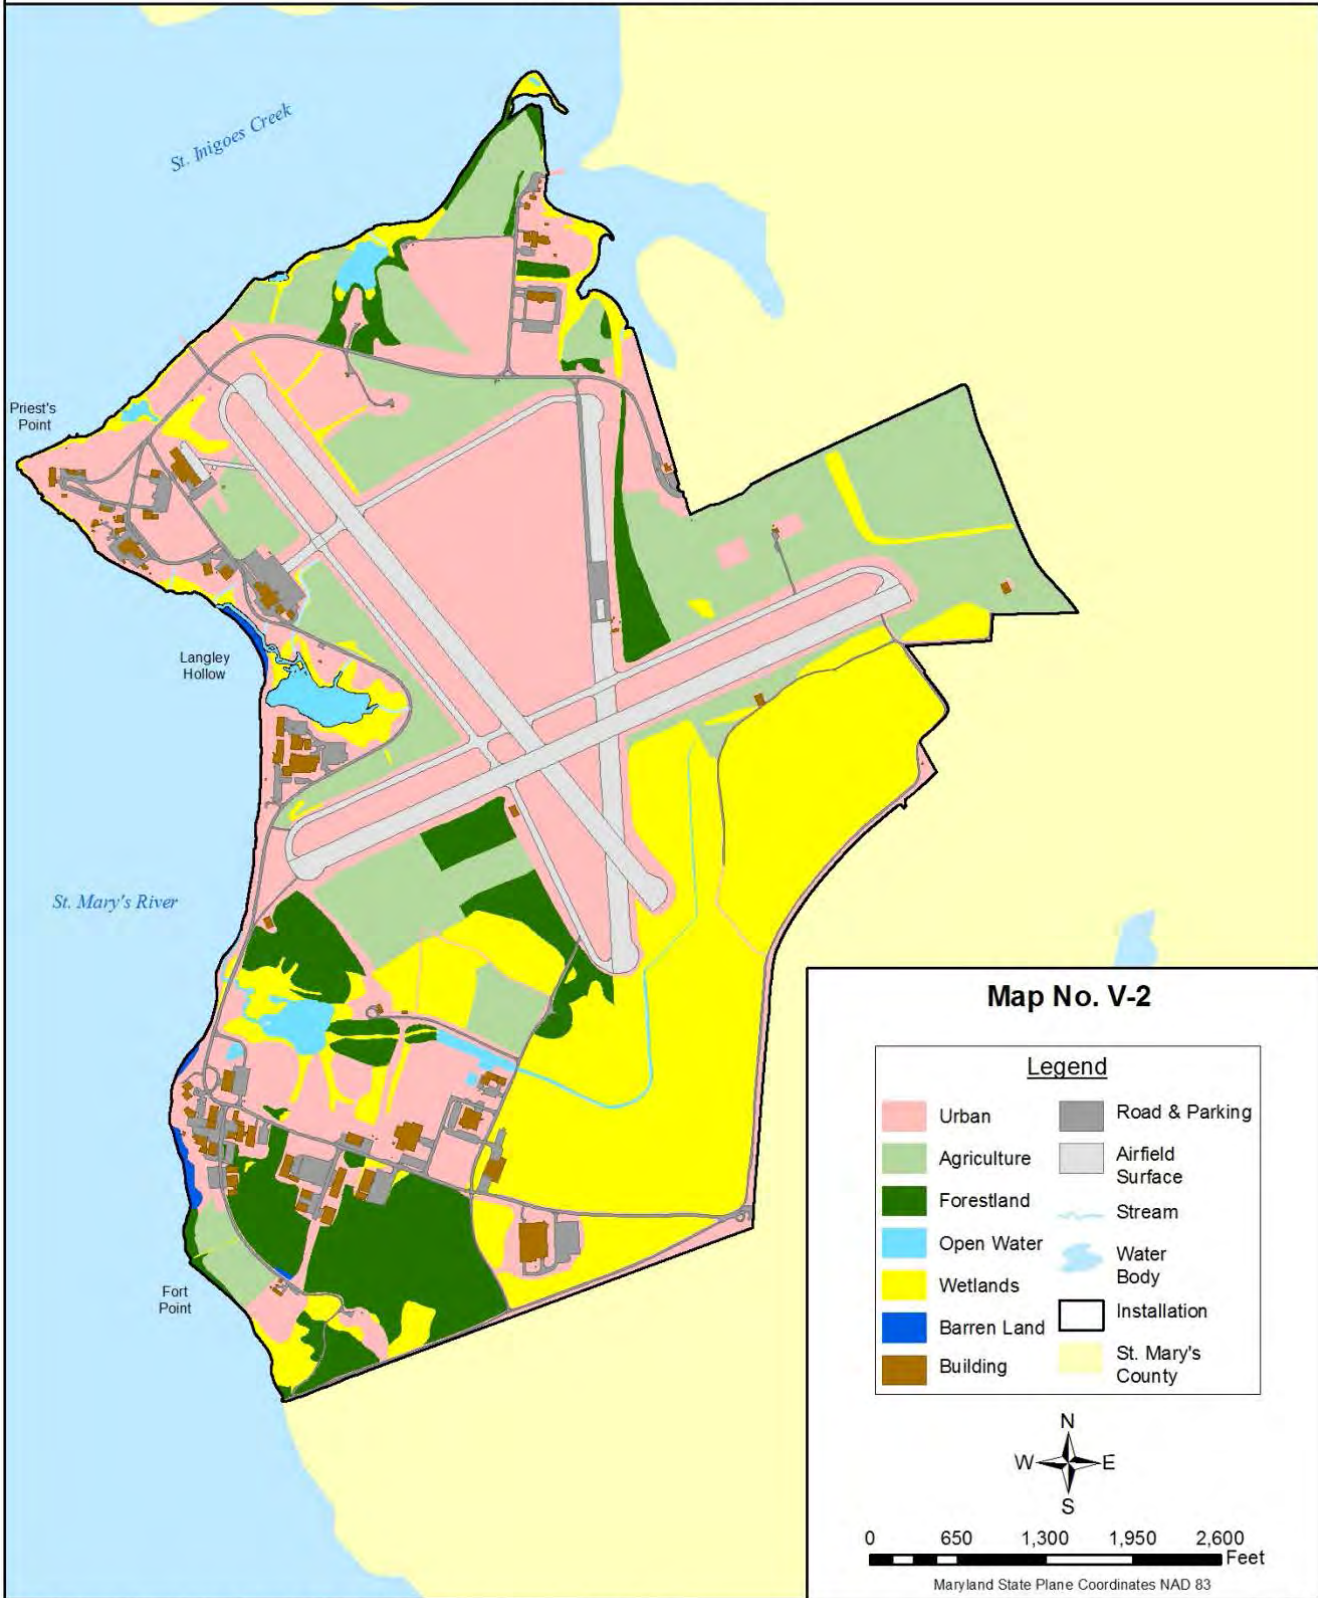 St. Inigoes Creek
Priest's
Point
Langley
Hollow
St. Mary's River
Fort
Point
Map No. V-2
Legend
Urban
Agriculture
Forestland
Open Water
Wetlands
Barren Land
Building
Road & Parking
Airfield
Surface
Stream
Water
Body
Installation
St. Mary's
County
N
W E
S
0 650 1,300 1,950 2,600
Feet
Maryland State Plane Coordinates NAD 83